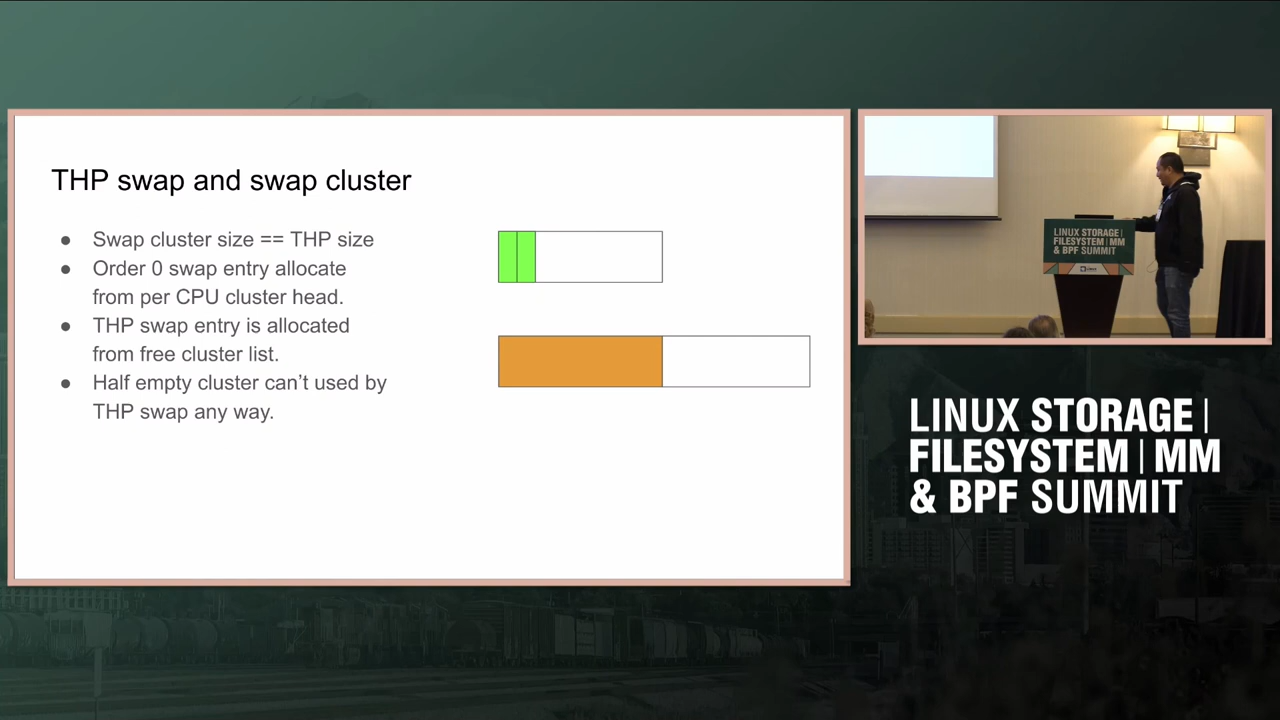 THP swap and swap cluster
● Swap cluster size == THP size
● Order 0 swap entry allocate
from per CPU cluster head.
● THP swap entry is allocated
from free cluster list.
● Half empty cluster can't used by
THP swap any way.
LINUX STORAGE|
FILESYSTEM|MM
& BPF SUMMIT
LINUX STORAGE|
FILESYSTEM|MM
& BPF SUMMIT